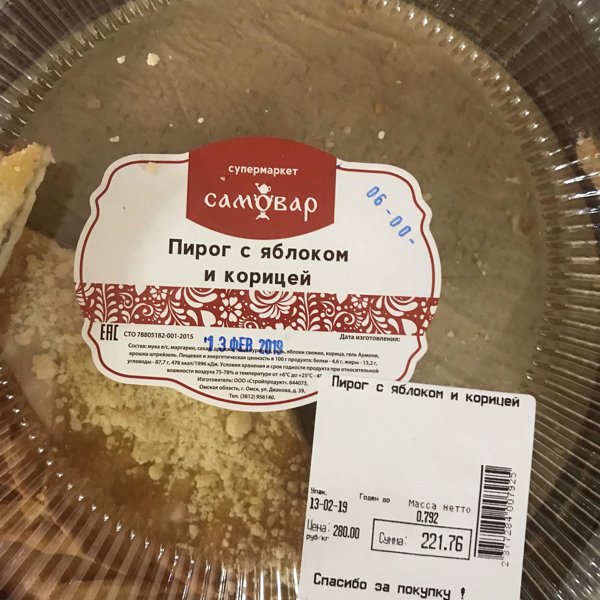 супермаркет
самовар
06-00-
Пирог с яблоком
и корицей
ЕАС
СТО 78805182-001-2015
13 ФЕВ 2019
Дата изготовления:
Состав: мука в/с, маргарин, яблоки свежие, корица, гель Армони,
крошка штрейзель. Пищевая и энергетическая ценность в 100 г продукта: белки - 4,6 г, жиры - 13,2 г,
углеводы - 87,7 г, 478 ккал/1996 кДж. Условия хранения и срок годности продукта при относительной
влажности воздуха 75-78% и температуре от +6°С до +25°С -
Изготовитель: ООО «Стройпродукт», 644073,
Омская область, г. Омск, ул. Дианова, д. 39,
Тел. (3812) 956140.
Пирог с яблоком и корицей
Упак. Годен до Масса нетто
13-02-19 0.792
Цена: 280.00
руб/кг
Сумма: 221.76
2377284007925
Спасибо за покупку !